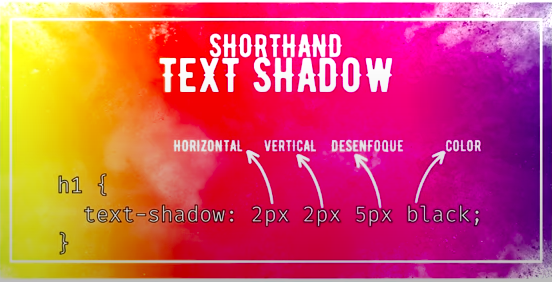 SHORTHAND
TEXT SHADOW
HORIZONTAL VERTICAL DESENFOQUE COLOR
h1 {
text-shadow: 2px 2px 5px black;
}